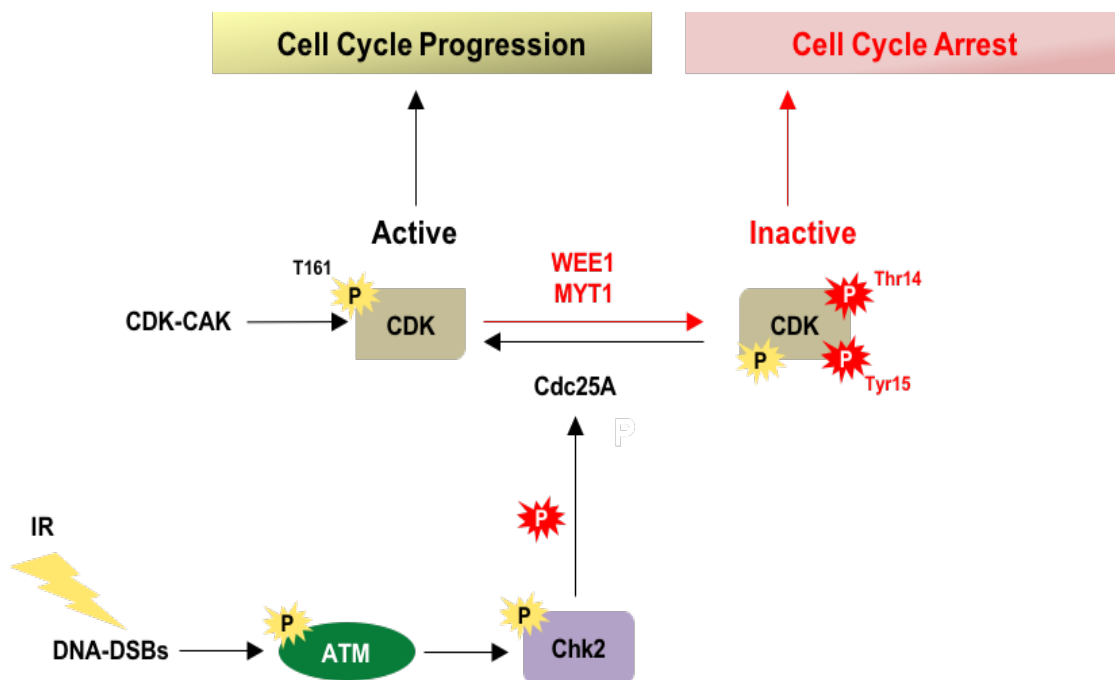 Cell Cycle Progression
Cell Cycle Arrest
Active
Inactive
T161
P
CDK-CAK
CDK
WEE1
MYT1
Cdc25A
CDK
P
P
Thr14
P
Tyr15
P
P
IR
DNA-DSBs
P
ATM
P
Chk2